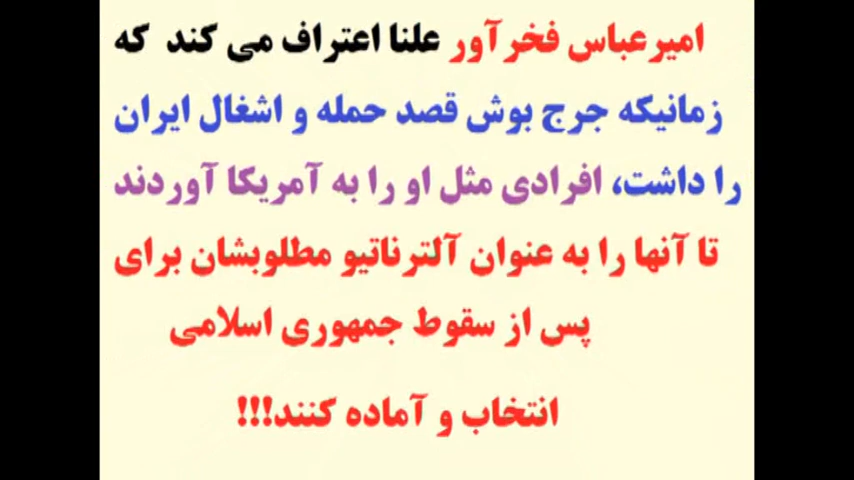 امیرعباس فخرآور علنا اعتراف می کند که
زمانیکه جرج بوش قصد حمله و اشغال ایران
را داشت، افرادی مثل او را به آمریکا آوردند
تا آنها را به عنوان آلترناتیو مطلوبشان برای
پس از سقوط جمهوری اسلامی
انتخاب و آماده کنند!!!